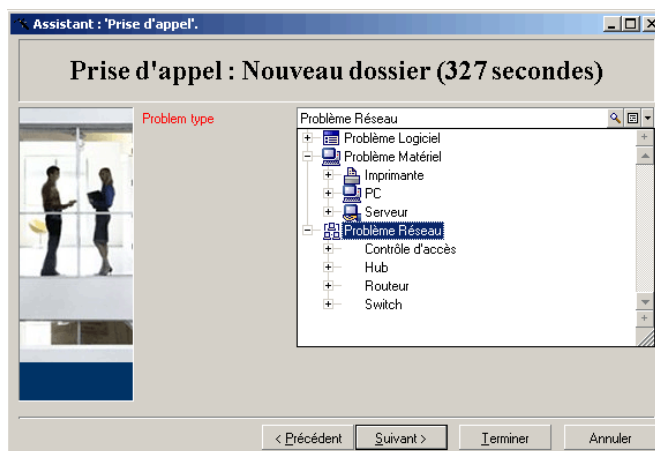 Assistant : 'Prise d'appel'.
Prise d'appel : Nouveau dossier (327 secondes)
Problem type
Problème Réseau
Problème Logiciel
Problème Matériel
Imprimante
PC
Serveur
Problème Réseau
Contrôle d'accès
Hub
Routeur
Switch
< Précédent
Suivant >
Terminer
Annuler